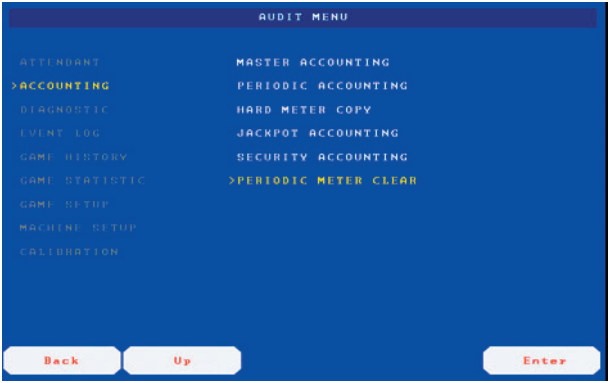 AUDIT MENU
ATTENDANT
>ACCOUNTING
DIAGNOSTIC
EVENT LOG
GAME HISTORY
GAME STATISTIC
GAME SETUP
MACHINE SETUP
CALIBRATION
MASTER ACCOUNTING
PERIODIC ACCOUNTING
HARD METER COPY
JACKPOT ACCOUNTING
SECURITY ACCOUNTING
>PERIODIC METER CLEAR
Back
Up
Enter